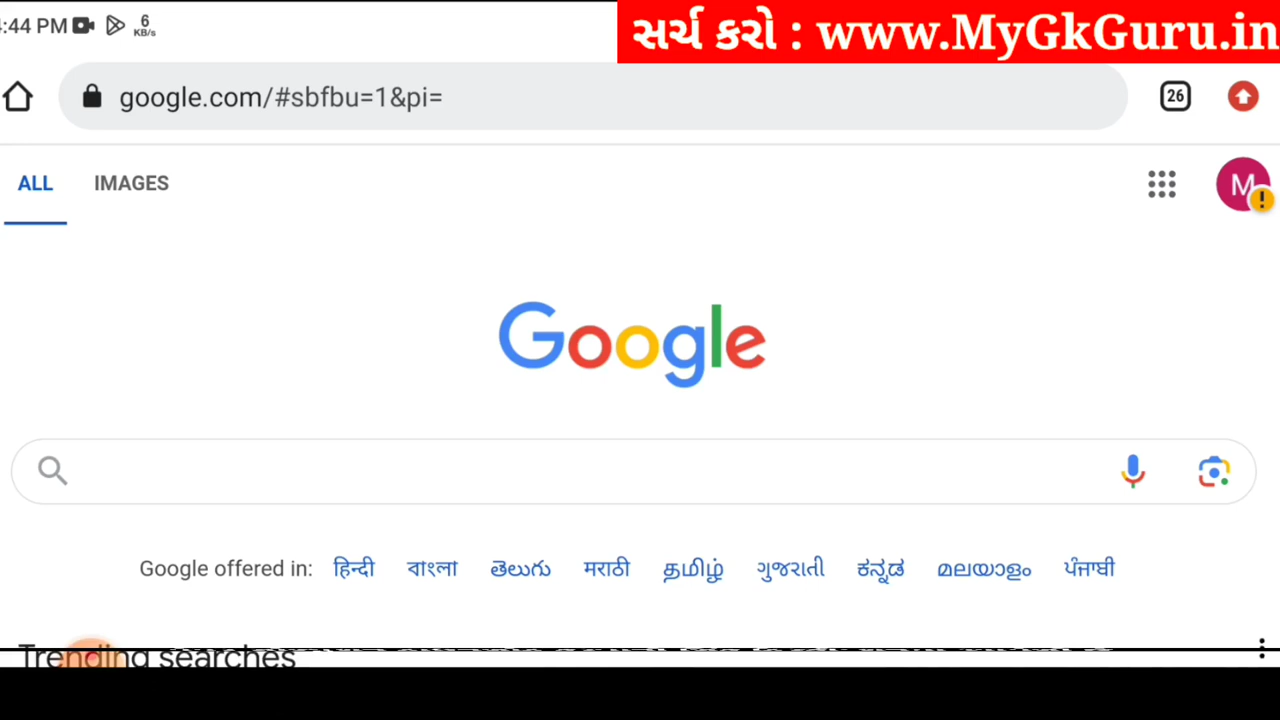 :44 PM 6 KB/s
સર્ચ કરો : www.MyGkGuru.in
google.com/#sbfbu=1&pi= 26
ALL IMAGES M
Google
Google offered in: हिन्दी বাংলা తెలుగు मराठी தமிழ் ગુજરાતી ಕನ್ನಡ മലയാളം ਪੰਜਾਬੀ
Trending searches